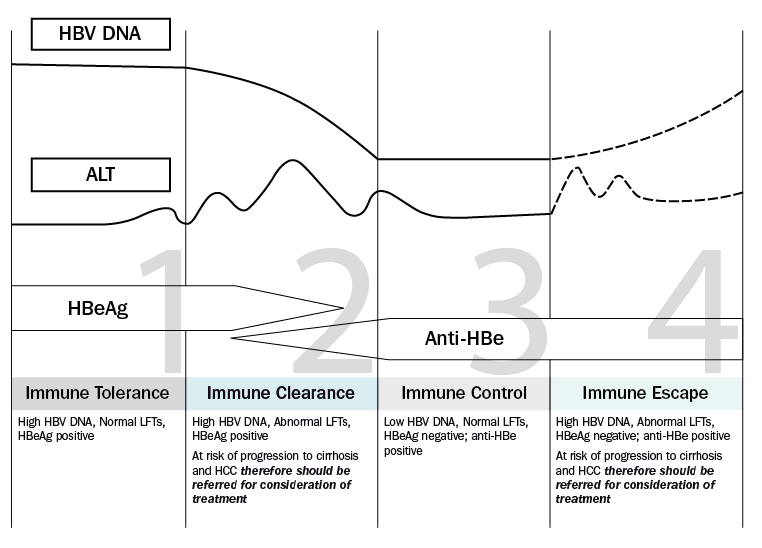 HBV DNA
ALT
1
2
3
4
HBeAg
Anti-HBe
Immune Tolerance
High HBV DNA, Normal LFTs,
HBeAg positive
Immune Clearance
High HBV DNA, Abnormal LFTs,
HBeAg positive
At risk of progression to cirrhosis
and HCC therefore should be
referred for consideration of
treatment
Immune Control
Low HBV DNA, Normal LFTs,
HBeAg negative; anti-HBe
positive
Immune Escape
High HBV DNA, Abnormal LFTs,
HBeAg negative; anti-HBe positive
At risk of progression to cirrhosis
and HCC therefore should be
referred for consideration of
treatment